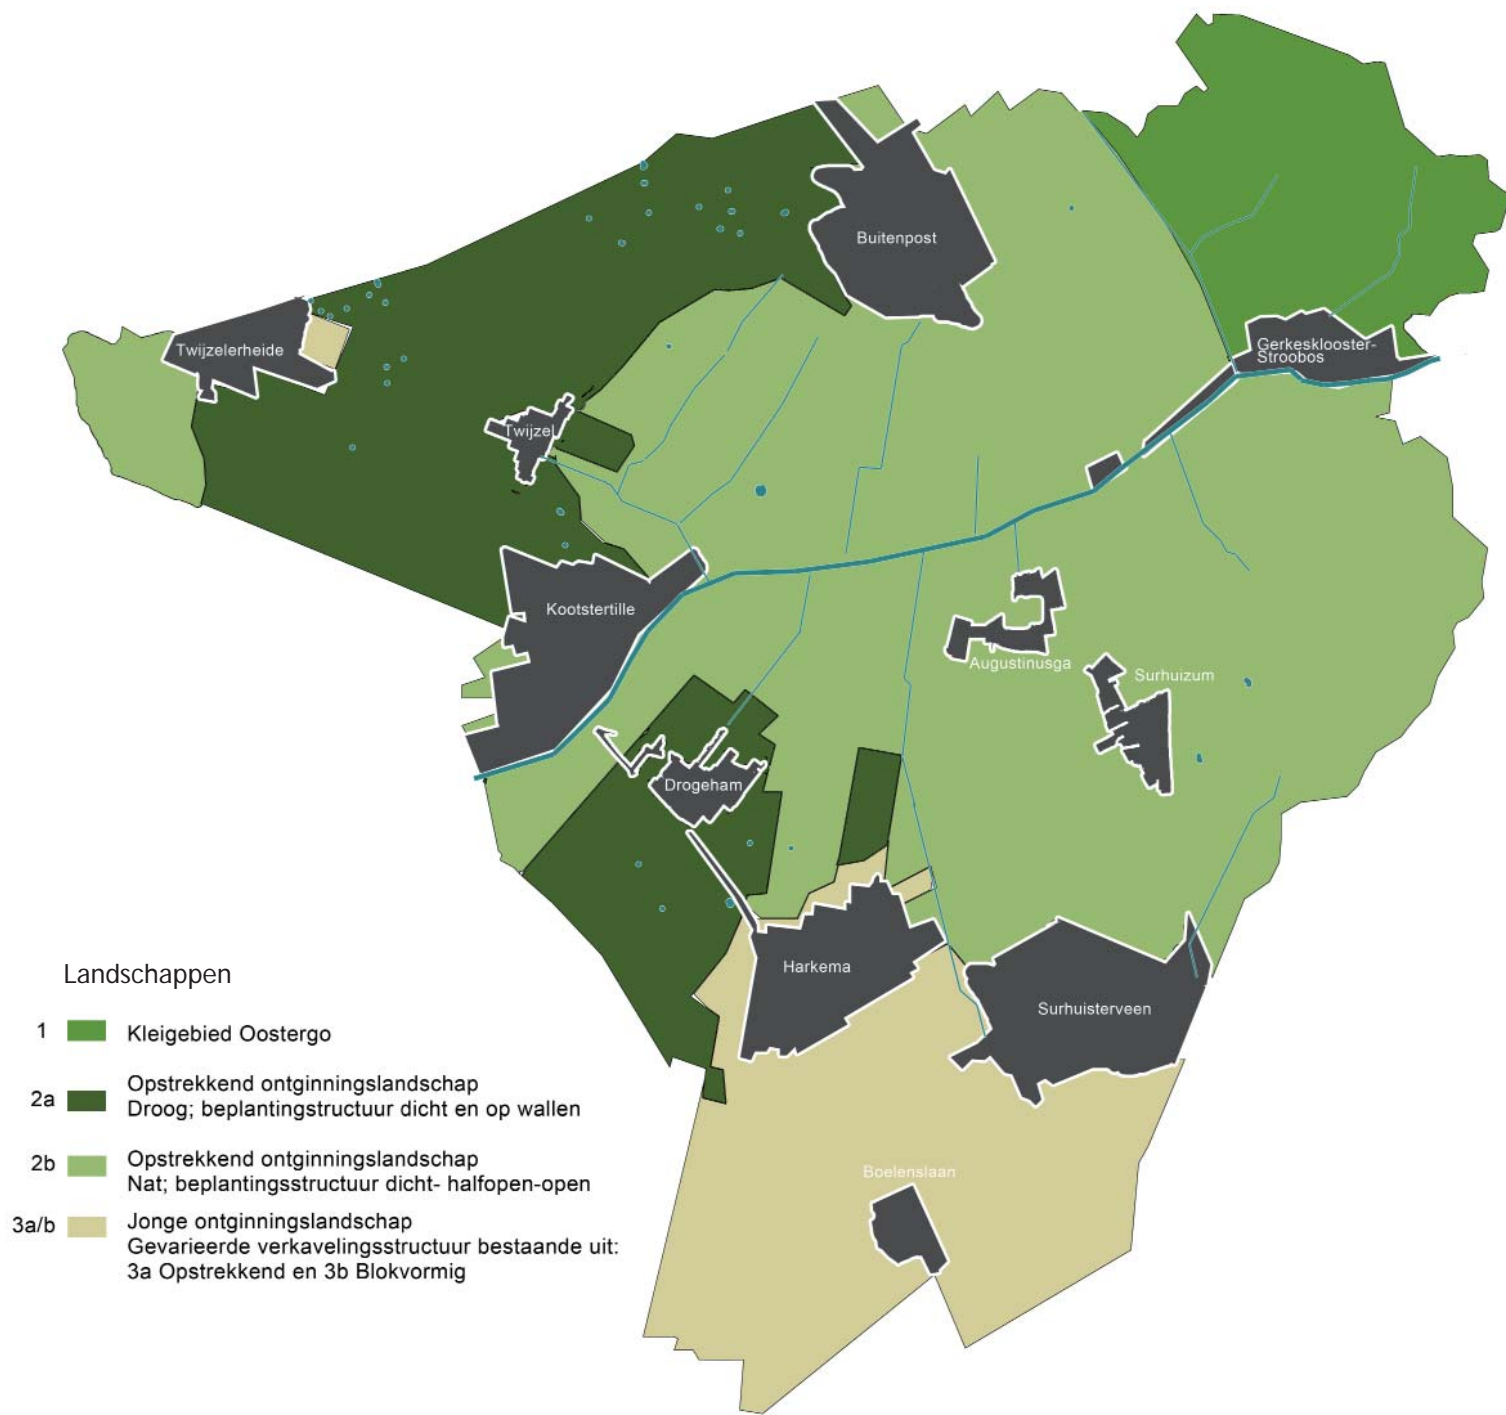 Buitenpost
Twijzelerheide
Gerkesklooster-
Stroobos
Twijzel
Kootstertille
Augustinusga
Surhuizum
Drogeham
Harkema
Surhuisterveen
Boelenslaan
Landschappen
1 Kleigebied Oostergo
2a Opstrekkend ontginningslandschap
Droog; beplantingstructuur dicht en op wallen
2b Opstrekkend ontginningslandschap
Nat; beplantingsstructuur dicht- halfopen-open
3a/b Jonge ontginningslandschap
Gevarieerde verkavelingsstructuur bestaande uit:
3a Opstrekkend en 3b Blokvormig